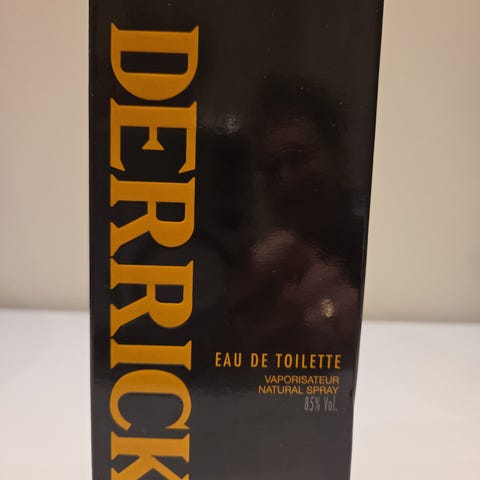 DERRICK
EAU DE TOILETTE
VAPORISATEUR
NATURAL SPRAY
85% Vol.